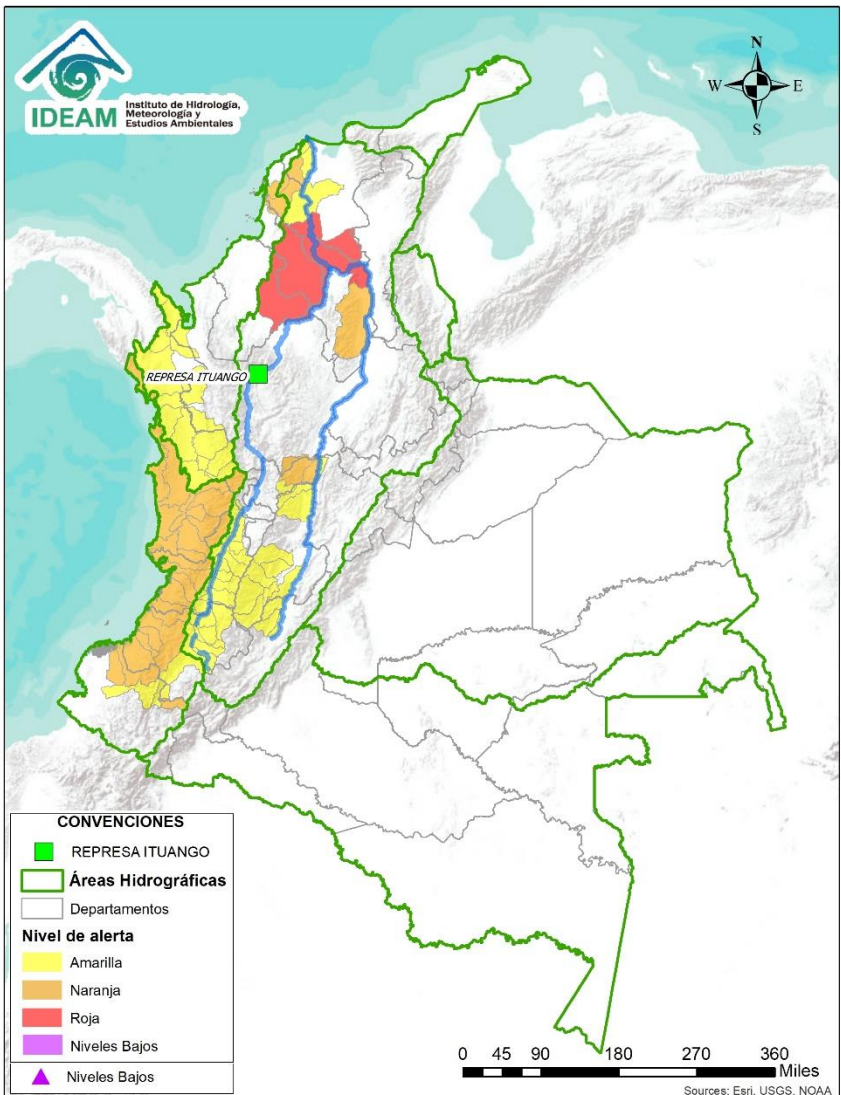 IDEAM
Instituto de Hidrología,
Meteorología y
Estudios Ambientales
N
W
E
S
REPRESA ITUANGO
CONVENCIONES
REPRESA ITUANGO
Áreas Hidrográficas
Departamentos
Nivel de alerta
Amarilla
Naranja
Roja
Niveles Bajos
Niveles Bajos
0 45 90 180 270 360
Miles
Sources: Esri, USGS, NOAA